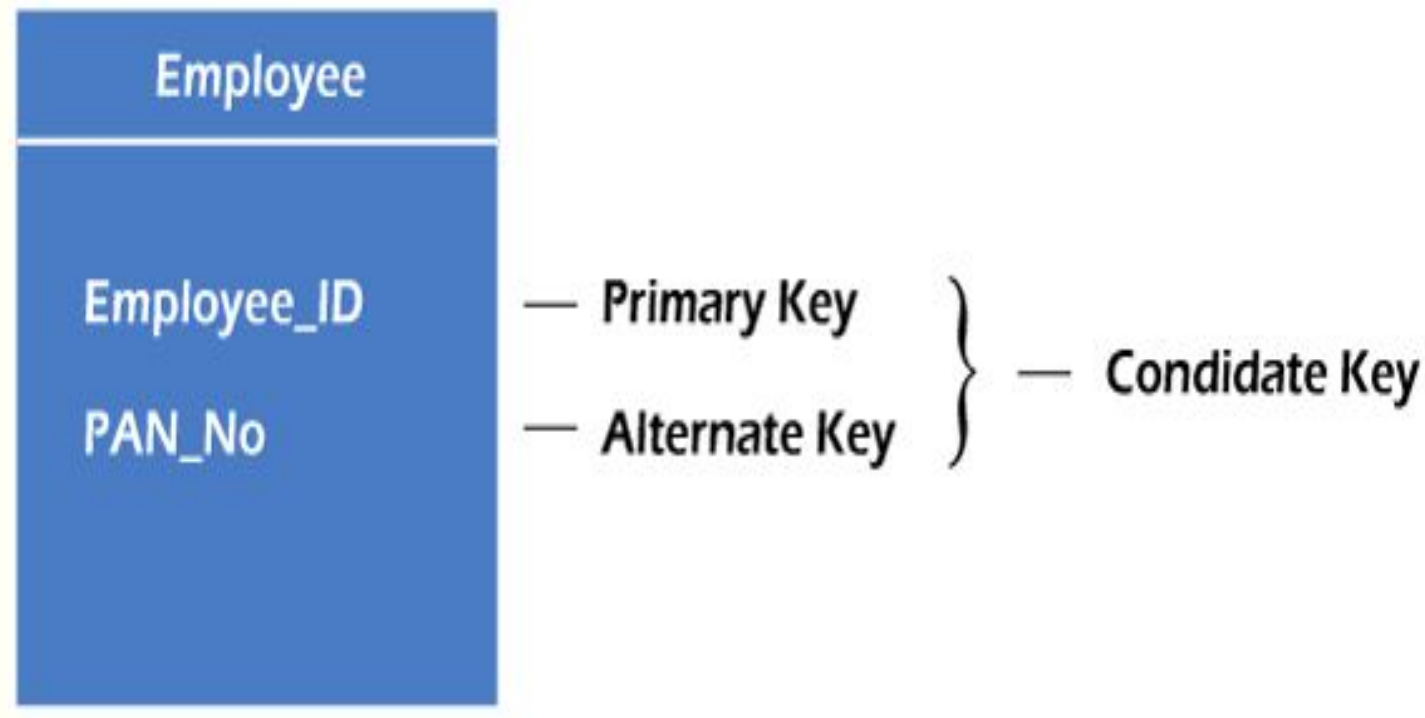 Employee
Employee_ID — Primary Key
PAN_No — Alternate Key
— Condidate Key